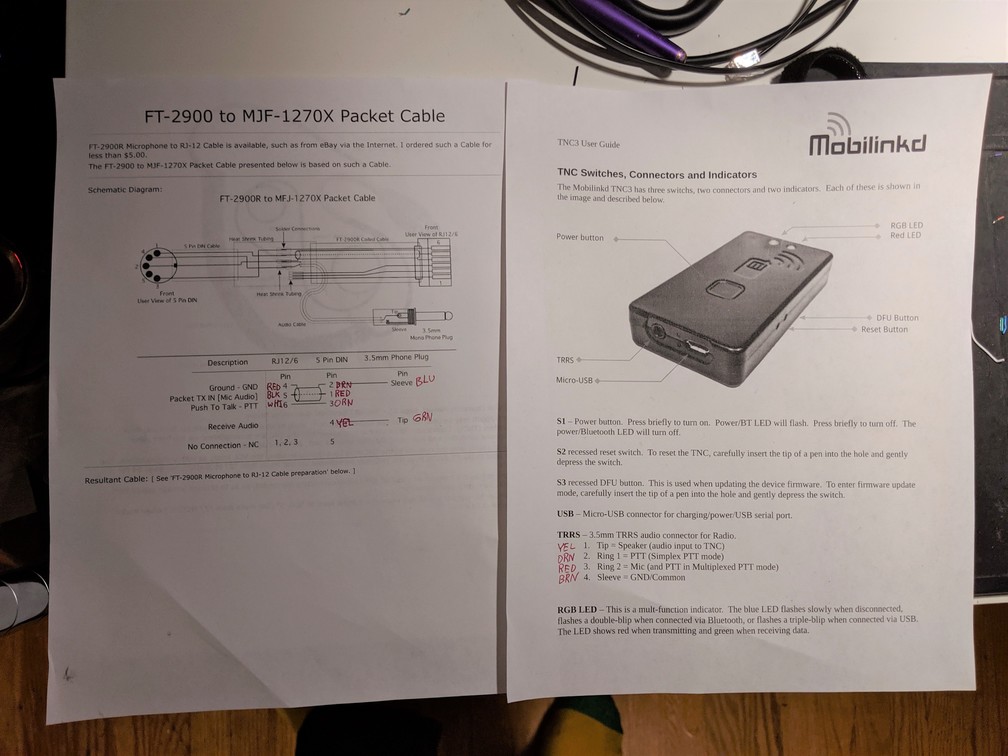 FT-2900 to MJF-1270X Packet Cable
FT-2900R Microphone to RJ-12 Cable is available, such as from eBay via the Internet. I ordered such a Cable for
less than $5.00.
The FT-2900 to MJF-1270X Packet Cable presented below is based on such a Cable.
Schematic Diagram:
FT-2900R to MFJ-1270X Packet Cable
Solder Connections
Front
User View of RJ12/6
5 Pin DIN Cable
Heat Shrink Tubing
FT-2900R Coiled Cable
6
1
4
1
2
5
3
Front
User View of 5 Pin DIN
Heat Shrink Tubing
Audio Cable
Tip
Sleeve
3.5mm
Mono Phone Plug
Description RJ12/6 5 Pin DIN 3.5mm Phone Plug
Pin Pin Pin
Ground - GND RED 4 2 BRN Sleeve BLU
Packet TX IN [Mic Audio] BLK 5 1 RED
Push To Talk - PTT WHI 6 3 ORN
Receive Audio 4 YEL Tip GRN
No Connection - NC 1, 2, 3 5
Resultant Cable: [ See 'FT-2900R Microphone to RJ-12 Cable preparation' below. ]
TNC3 User Guide
Mobilinkd
TNC Switches, Connectors and Indicators
The Mobilinkd TNC3 has three switchs, two connectors and two indicators. Each of these is shown in
the image and described below.
RGB LED
Red LED
Power button
DFU Button
Reset Button
TRRS
Micro-USB
S1 – Power button. Press briefly to turn on. Power/BT LED will flash. Press briefly to turn off. The
power/Bluetooth LED will turn off.
S2 recessed reset switch. To reset the TNC, carefully insert the tip of a pen into the hole and gently
depress the switch.
S3 recessed DFU button. This is used when updating the device firmware. To enter firmware update
mode, carefully insert the tip of a pen into the hole and gently depress the switch.
USB – Micro-USB connector for charging/power/USB serial port.
TRRS – 3.5mm TRRS audio connector for Radio.
YEL 1. Tip = Speaker (audio input to TNC)
ORN 2. Ring 1 = PTT (Simplex PTT mode)
RED 3. Ring 2 = Mic (and PTT in Multiplexed PTT mode)
BRN 4. Sleeve = GND/Common
RGB LED – This is a mult-function indicator. The blue LED flashes slowly when disconnected,
flashes a double-blip when connected via Bluetooth, or flashes a triple-blip when connected via USB.
The LED shows red when transmitting and green when receiving data.